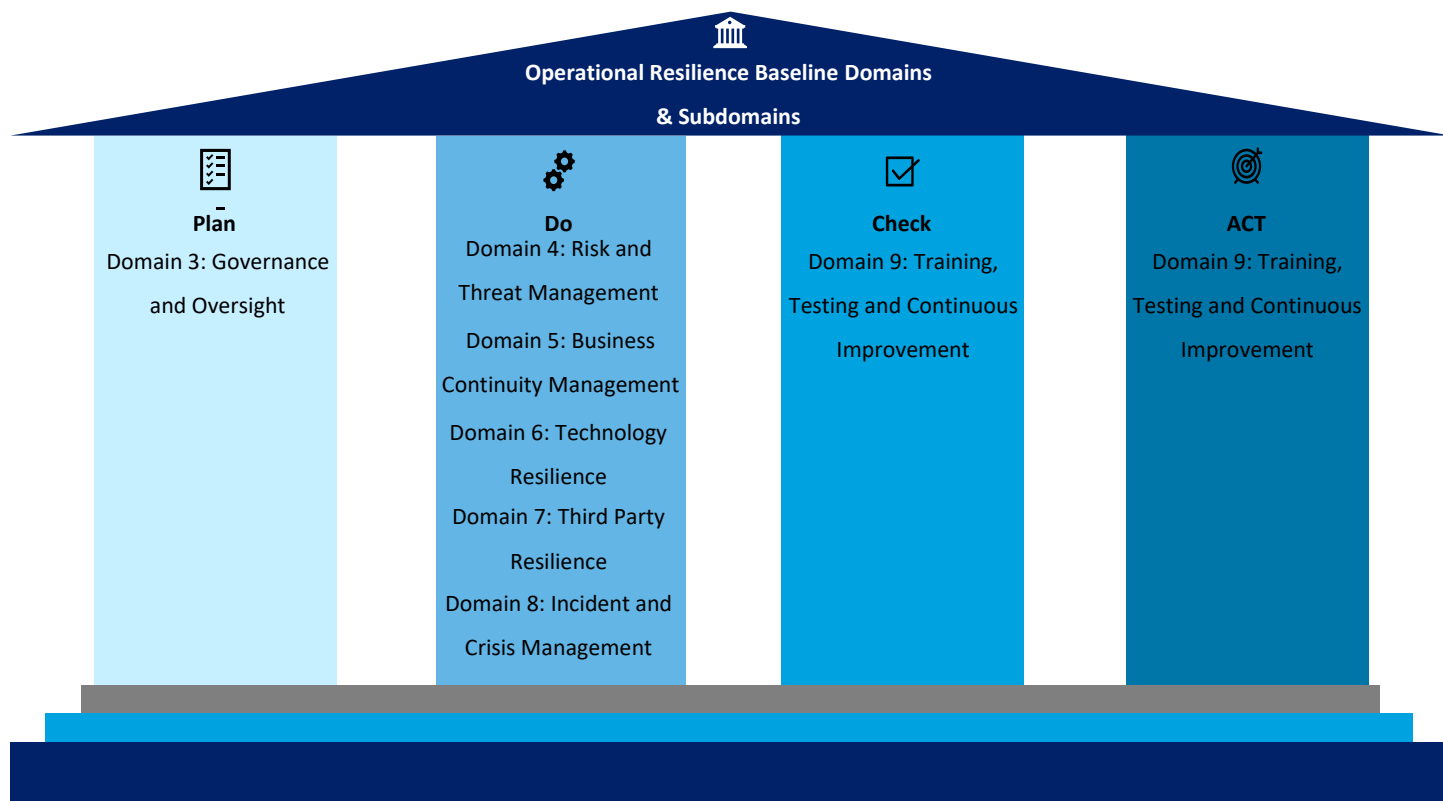 Operational Resilience Baseline Domains
& Subdomains
Plan
Domain 3: Governance
and Oversight
Do
Domain 4: Risk and
Threat Management
Domain 5: Business
Continuity Management
Domain 6: Technology
Resilience
Domain 7: Third Party
Resilience
Domain 8: Incident and
Crisis Management
Check
Domain 9: Training,
Testing and Continuous
Improvement
ACT
Domain 9: Training,
Testing and Continuous
Improvement